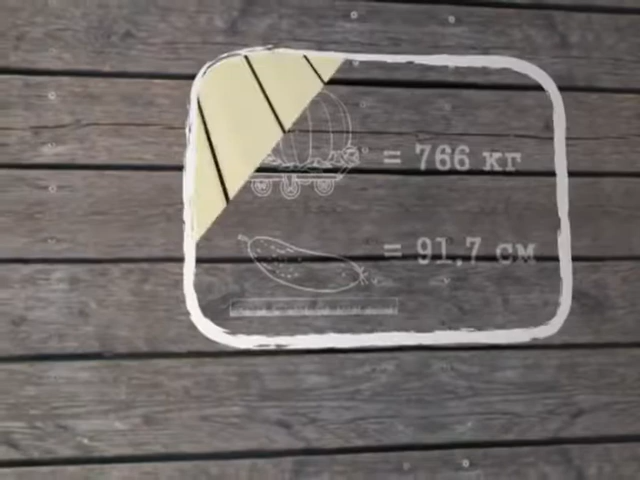 = 766 кг
= 91,7 см